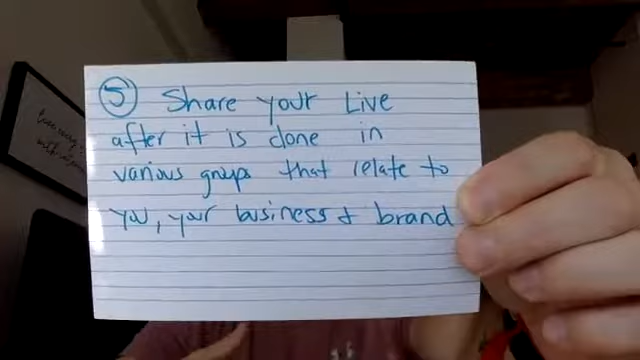 5 Share your Live
after it is done in
various groups that relate to
you, your business & brand